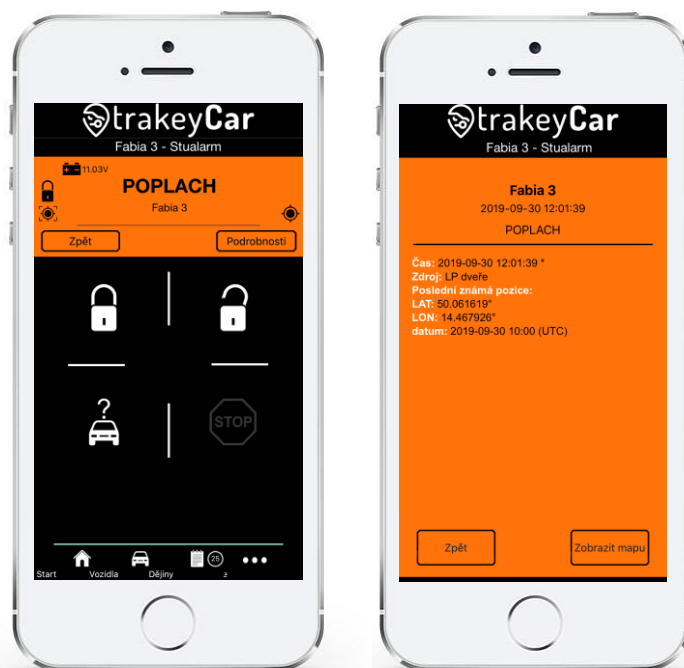 trakeyCar
Fabia 3 - Stualarm
11.03V
POPLACH
Fabia 3
Zpět
Podrobnosti
?
STOP
25
Start
Vozidla
Dějiny
trakeyCar
Fabia 3 - Stualarm
Fabia 3
2019-09-30 12:01:39
POPLACH
Čas: 2019-09-30 12:01:39 *
Zdroj: LP dveře
Poslední známá pozice:
LAT: 50.061619°
LON: 14.467926°
datum: 2019-09-30 10:00 (UTC)
Zpět
Zobrazit mapu